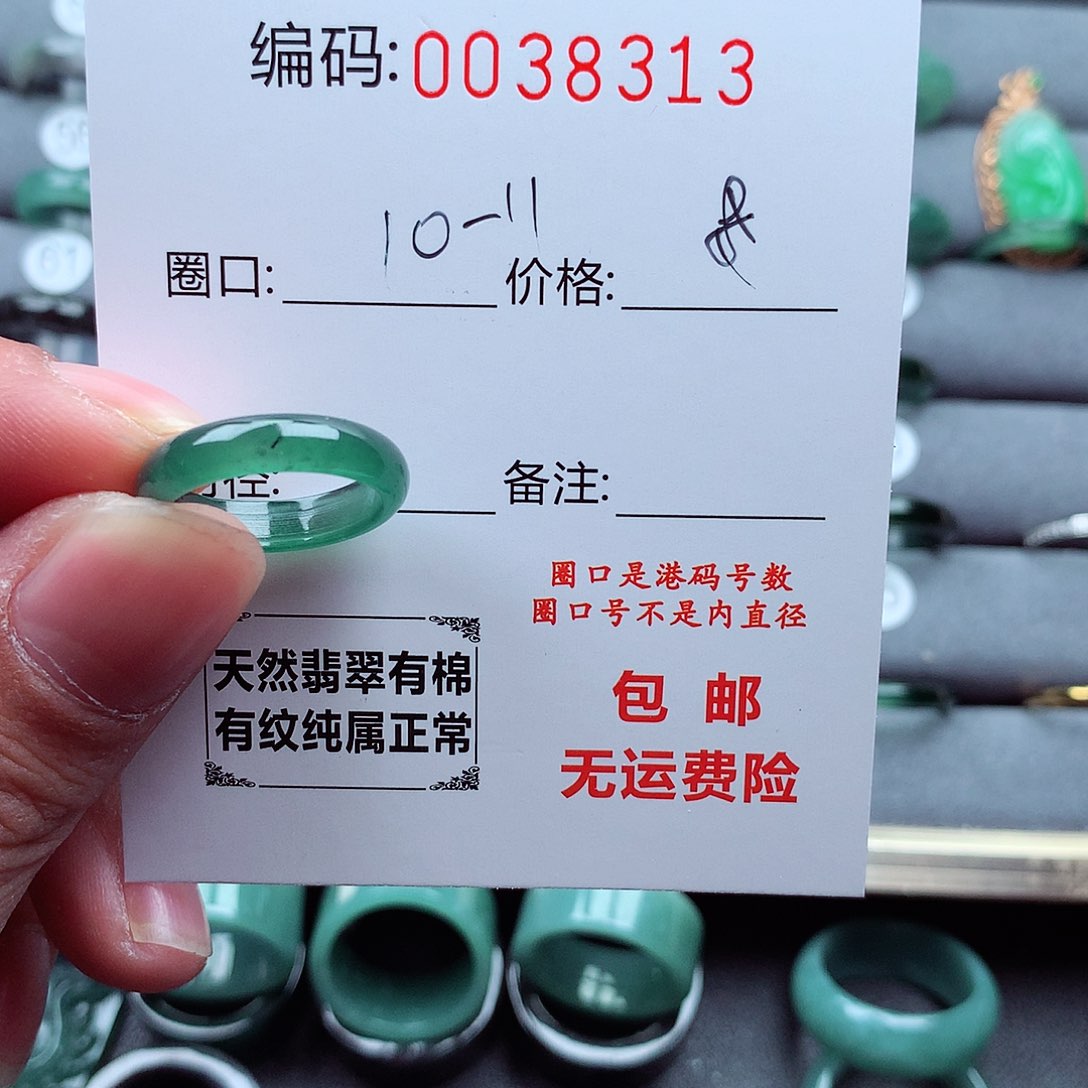 编码:0038313
圈口: 10-11 价格:
径: 备注:
圈口是港码号数
圈口号不是内直径
天然翡翠有棉
有纹纯属正常
包邮
无运费险
61